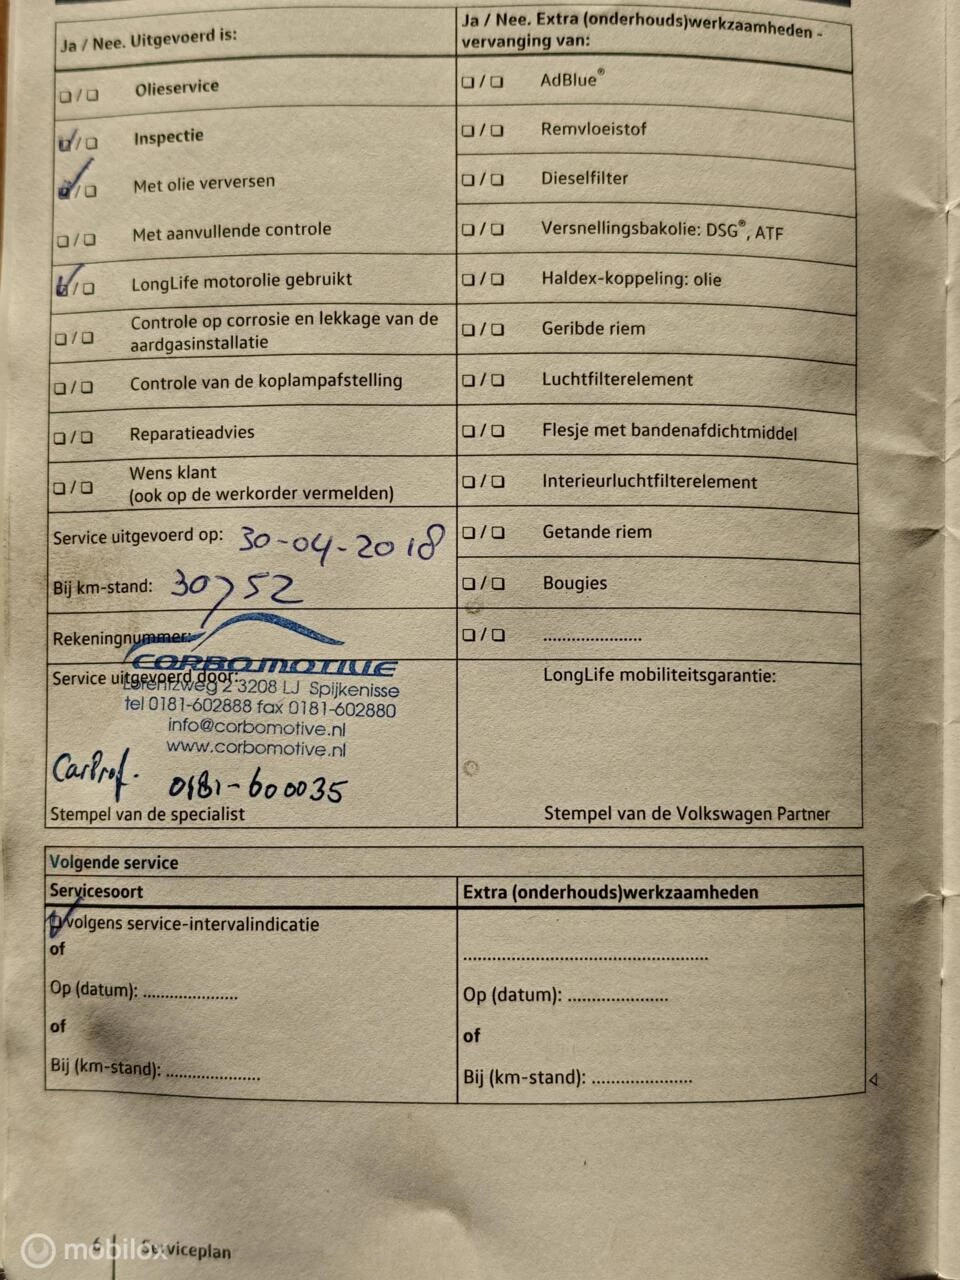 Ja / Nee. Uitgevoerd is:
❏ / ❏ Olieservice
☑ / ❏ Inspectie
☑ / ❏ Met olie verversen
❏ / ❏ Met aanvullende controle
☑ / ❏ LongLife motorolie gebruikt
❏ / ❏ Controle op corrosie en lekkage van de
aardgasinstallatie
❏ / ❏ Controle van de koplampafstelling
❏ / ❏ Reparatieadvies
❏ / ❏ Wens klant
(ook op de werkorder vermelden)
Service uitgevoerd op: 30-04-2018
Bij km-stand: 30752
Rekeningnummer:
CORBOMOTIVE
Service uitgevoerd door:
Lorentzweg 2 3208 LJ Spijkenisse
tel 0181-602888 fax 0181-602880
info@corbomotive.nl
www.corbomotive.nl
CarProf. 0181-600035
Stempel van de specialist
Ja / Nee. Extra (onderhouds)werkzaamheden -
vervanging van:
❏ / ❏ AdBlue®
❏ / ❏ Remvloeistof
❏ / ❏ Dieselfilter
❏ / ❏ Versnellingsbakolie: DSG®, ATF
❏ / ❏ Haldex-koppeling: olie
❏ / ❏ Geribde riem
❏ / ❏ Luchtfilterelement
❏ / ❏ Flesje met bandenafdichtmiddel
❏ / ❏ Interieurluchtfilterelement
❏ / ❏ Getande riem
❏ / ❏ Bougies
❏ / ❏ .....................
LongLife mobiliteitsgarantie:
Stempel van de Volkswagen Partner
Volgende service
Servicesoort
☑ volgens service-intervalindicatie
of
Op (datum): ....................
of
Bij (km-stand): ....................
Extra (onderhouds)werkzaamheden
....................................................
Op (datum): .....................
of
Bij (km-stand): .....................
6 Serviceplan
mobilox